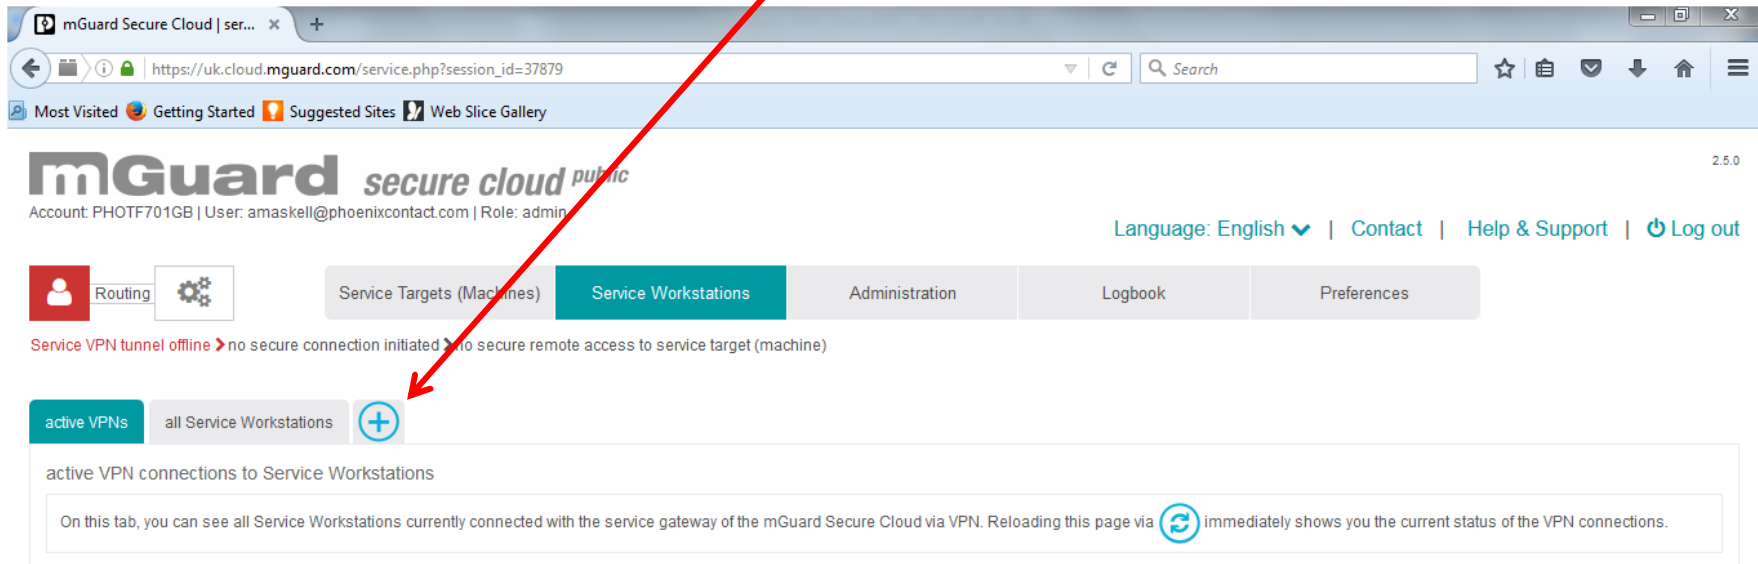 mGuard Secure Cloud | ser... × +
https://uk.cloud.mguard.com/service.php?session_id=37879
Search
Most Visited Getting Started Suggested Sites Web Slice Gallery
mGuard secure cloud public
2.5.0
Account: PHOTF701GB | User: amaskell@phoenixcontact.com | Role: admin
Language: English | Contact | Help & Support | Log out
Routing
Service Targets (Machines) Service Workstations Administration Logbook Preferences
Service VPN tunnel offline no secure connection initiated no secure remote access to service target (machine)
active VPNs all Service Workstations
active VPN connections to Service Workstations
On this tab, you can see all Service Workstations currently connected with the service gateway of the mGuard Secure Cloud via VPN. Reloading this page via immediately shows you the current status of the VPN connections.